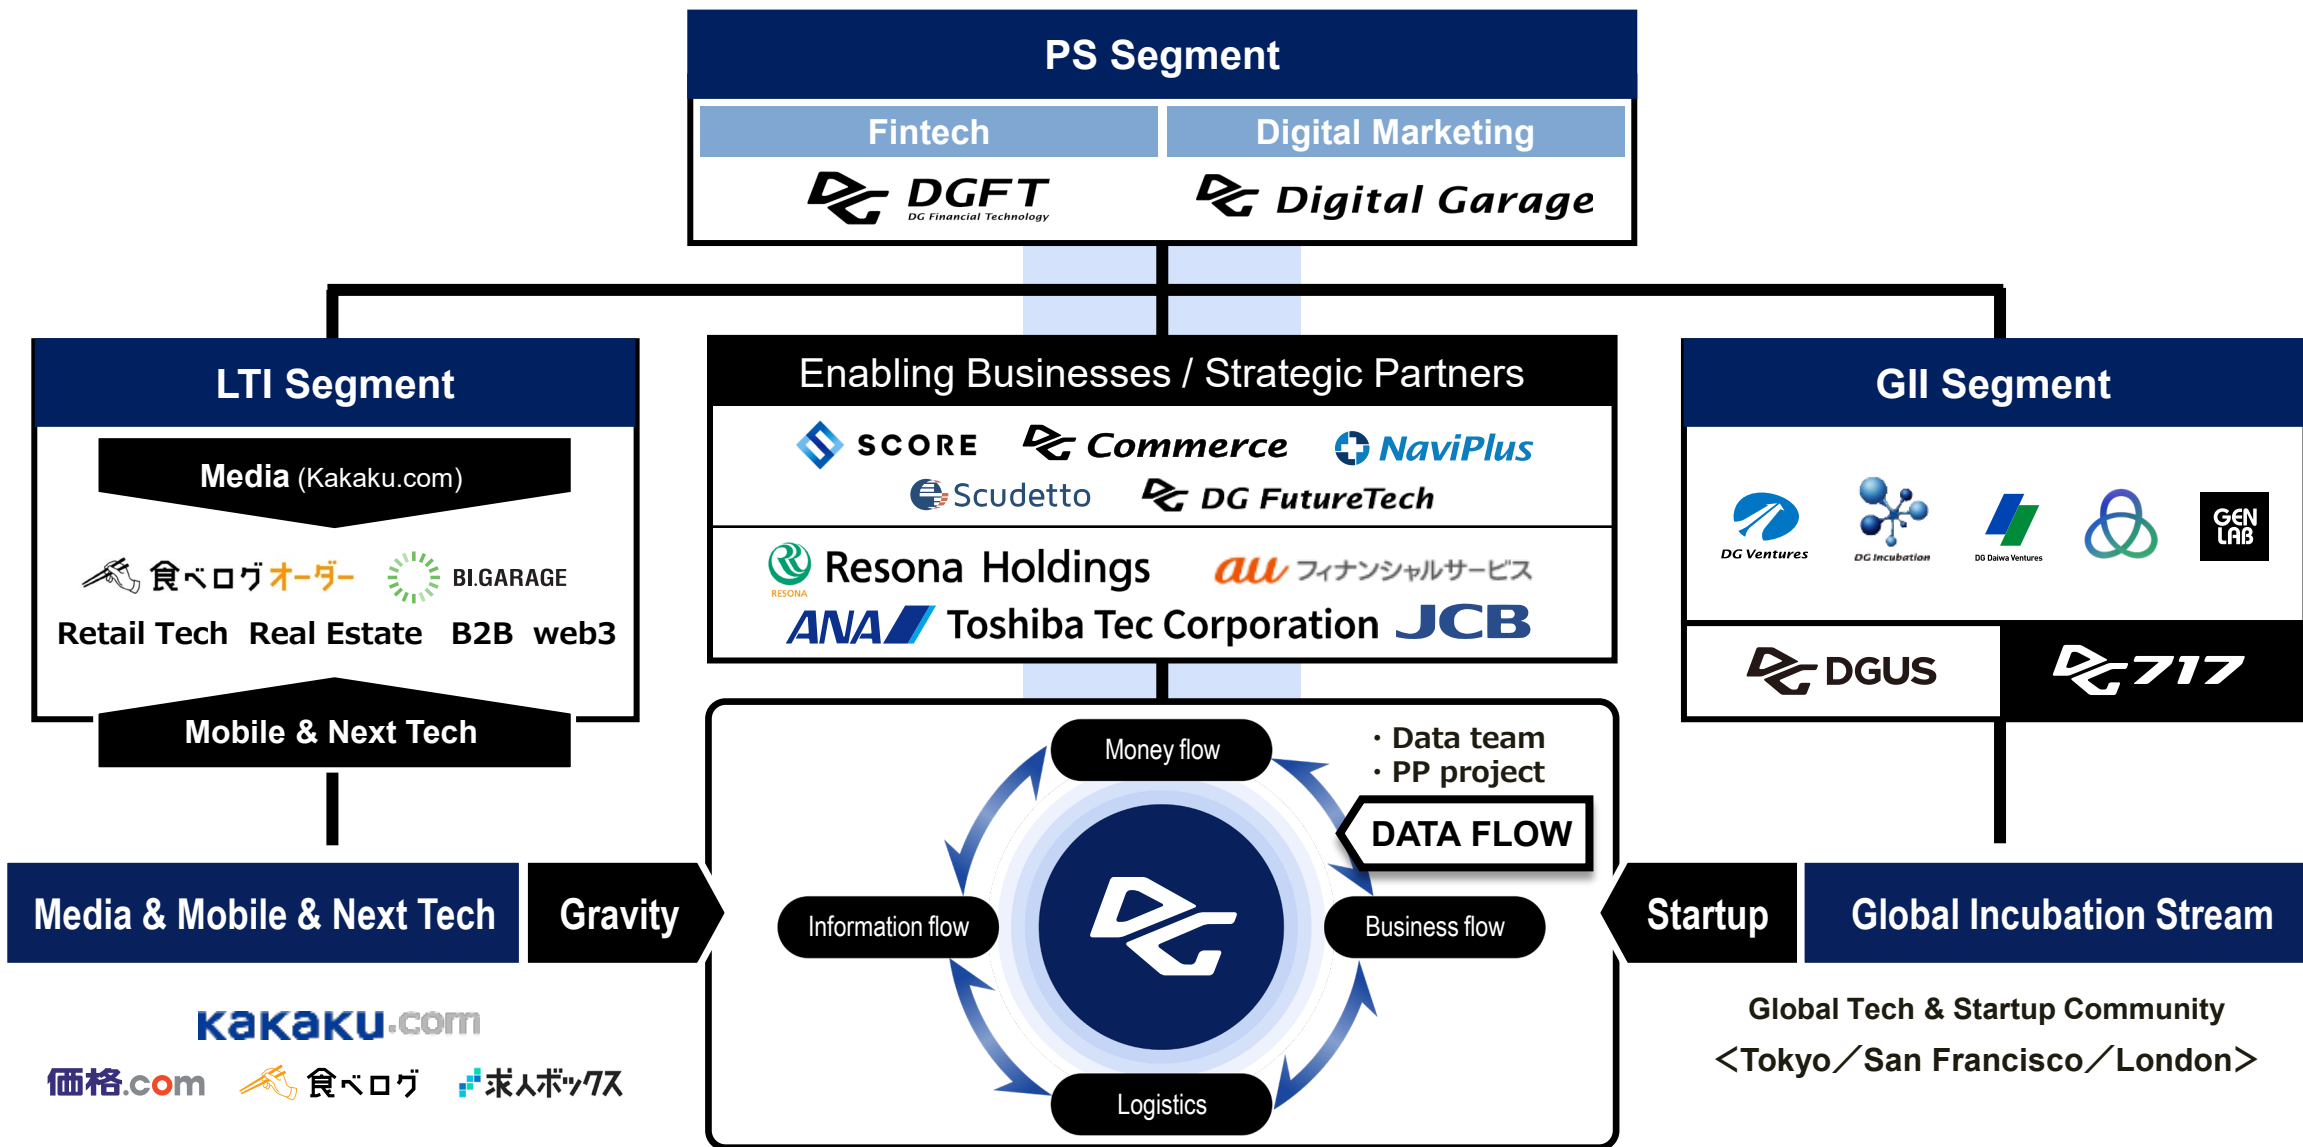 PS Segment
Fintech
Digital Marketing
DGFT
DG Financial Technology
Digital Garage
LTI Segment
Media (Kakaku.com)
食べログオーダー
BI.GARAGE
Retail Tech Real Estate B2B web3
Mobile & Next Tech
Enabling Businesses / Strategic Partners
SCORE
Commerce
NaviPlus
Scudetto
DG FutureTech
RESONA
Resona Holdings
au フィナンシャルサービス
ANA
Toshiba Tec Corporation
JCB
GII Segment
DG Ventures
DG Incubation
DG Daiwa Ventures
GEN
LAB
DGUS
717
Money flow
・Data team
・PP project
DATA FLOW
Information flow
Business flow
Logistics
Media & Mobile & Next Tech
Gravity
Startup
Global Incubation Stream
Kakaku.com
価格.com
食べログ
求人ボックス
Global Tech & Startup Community
＜Tokyo／San Francisco／London＞